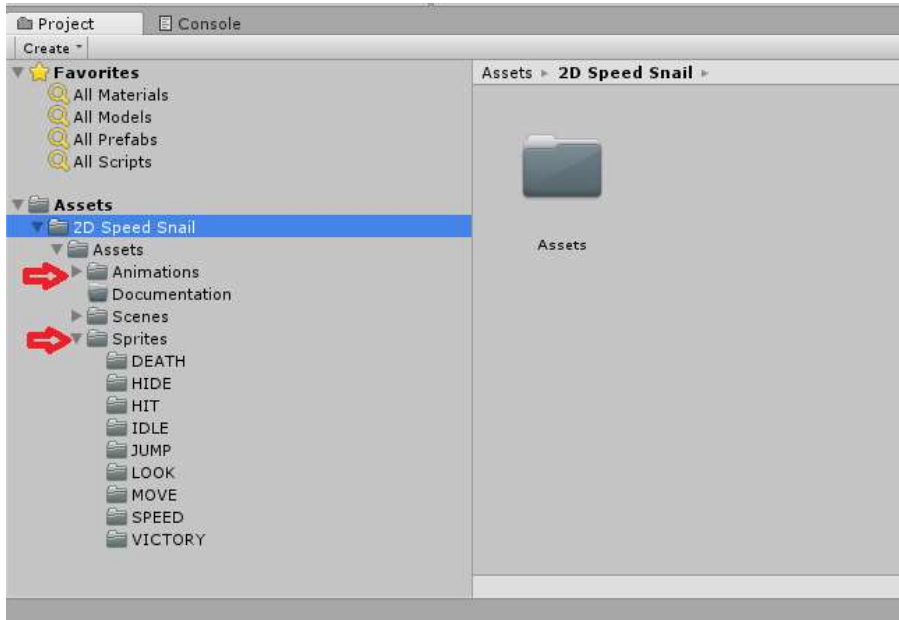 Project
Console
Create
Favorites
All Materials
All Models
All Prefabs
All Scripts
Assets
2D Speed Snail
Assets
Animations
Documentation
Scenes
Sprites
DEATH
HIDE
HIT
IDLE
JUMP
LOOK
MOVE
SPEED
VICTORY
Assets ▸ 2D Speed Snail ▸
Assets